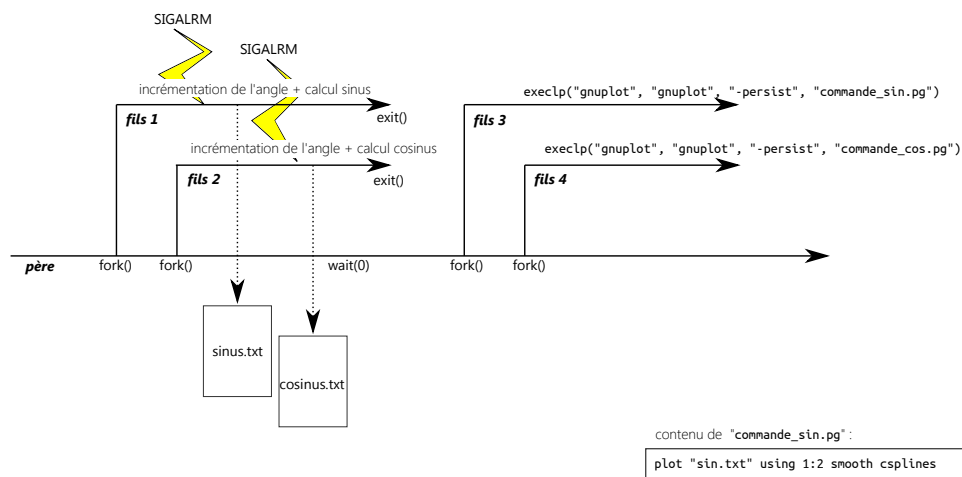 SIGALRM
SIGALRM
incrémentation de l'angle + calcul sinus
execlp("gnuplot", "gnuplot", "-persist", "commande_sin.pg")
fils 1
exit()
fils 3
incrémentation de l'angle + calcul cosinus
execlp("gnuplot", "gnuplot", "-persist", "commande_cos.pg")
fils 2
exit()
fils 4
père
fork()
fork()
wait(0)
fork()
fork()
sinus.txt
cosinus.txt
contenu de "commande_sin.pg" :
plot "sin.txt" using 1:2 smooth csplines